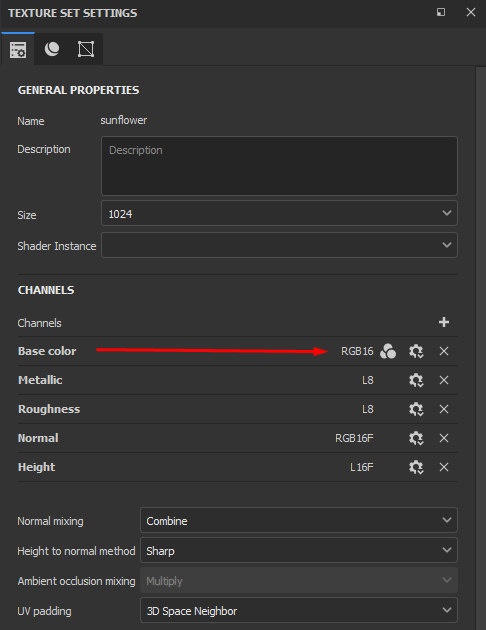 TEXTURE SET SETTINGS
GENERAL PROPERTIES
Name sunflower
Description Description
Size 1024
Shader Instance
CHANNELS
Channels
Base color RGB16
Metallic L8
Roughness L8
Normal RGB16F
Height L16F
Normal mixing Combine
Height to normal method Sharp
Ambient occlusion mixing Multiply
UV padding 3D Space Neighbor